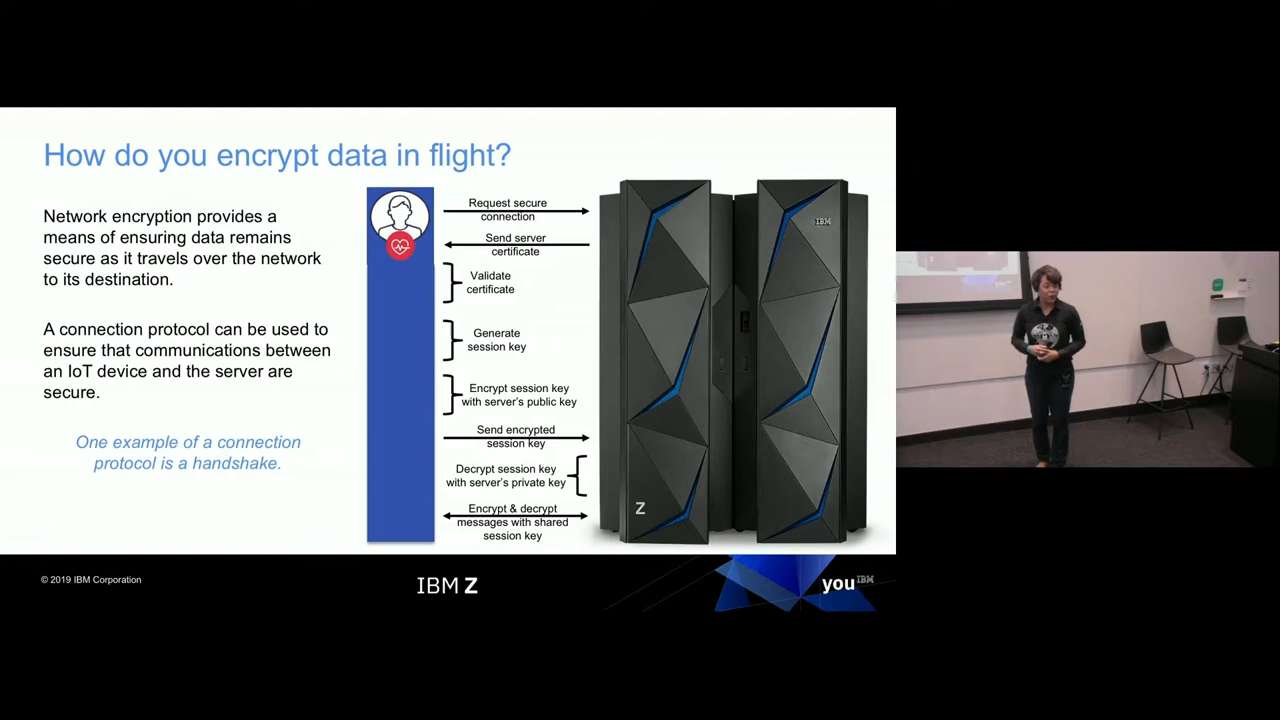 How do you encrypt data in flight?
Network encryption provides a
means of ensuring data remains
secure as it travels over the network
to its destination.
A connection protocol can be used to
ensure that communications between
an IoT device and the server are
secure.
One example of a connection
protocol is a handshake.
Request secure
connection
Send server
certificate
Validate
certificate
Generate
session key
Encrypt session key
with server's public key
Send encrypted
session key
Decrypt session key
with server's private key
Encrypt & decrypt
messages with shared
session key
IBM
Z
© 2019 IBM Corporation
IBM Z
you IBM